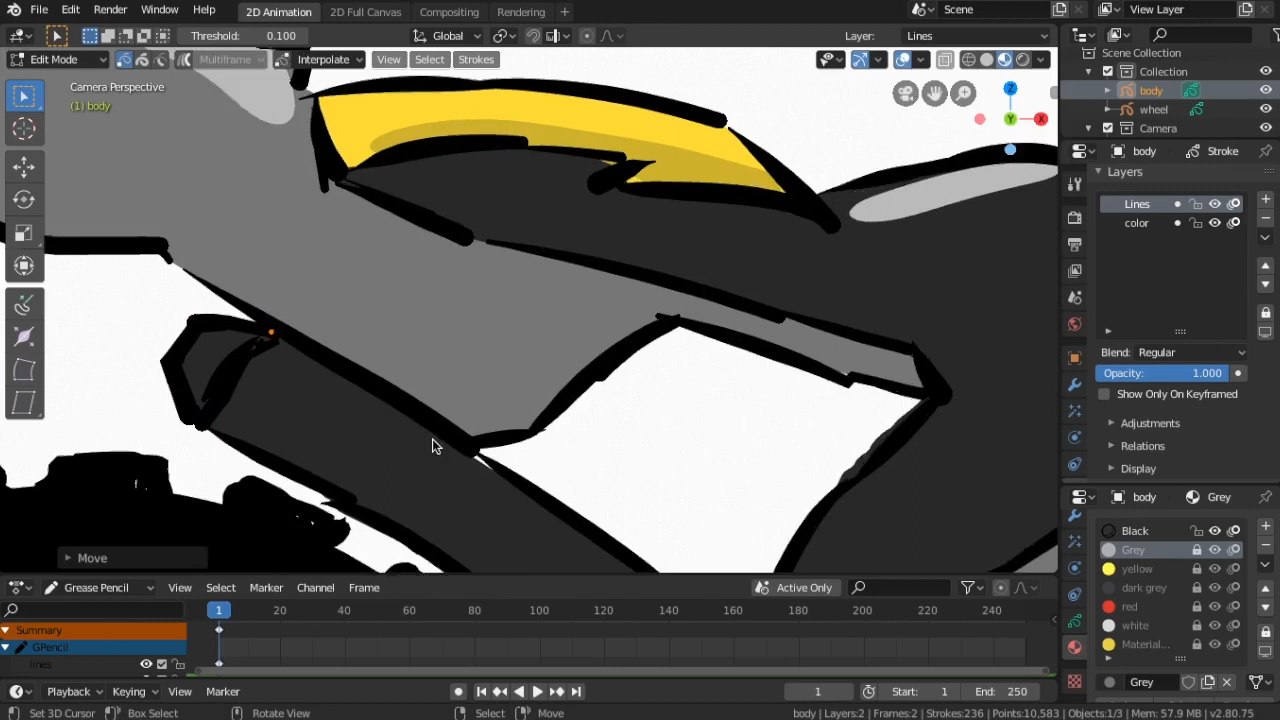 File Edit Render Window Help 2D Animation 2D Full Canvas Compositing Rendering + Scene View Layer
Threshold: 0.100 Global Layer: Lines
Edit Mode Multiframe Interpolate View Select Strokes
Camera Perspective
(1) body
Z
Y
X
Scene Collection
Collection
body
wheel
Camera
body Stroke
Layers
Lines
color
Blend: Regular
Opacity: 1.000
Show Only On Keyframed
Adjustments
Relations
Display
body Grey
Black
Grey
yellow
dark grey
red
white
Material...
Grey
Move
Grease Pencil View Select Marker Channel Frame Active Only
1 20 40 60 80 100 120 140 160 180 200 220 240
Summary
GPencil
lines
Playback Keying View Marker 1 Start: 1 End: 250
Set 3D Cursor Box Select Rotate View Select Move body | Layers:2 | Frames:2 | Strokes:236 | Points:10,583 | Objects:1/3 | Mem: 57.9 MB | v2.80.75